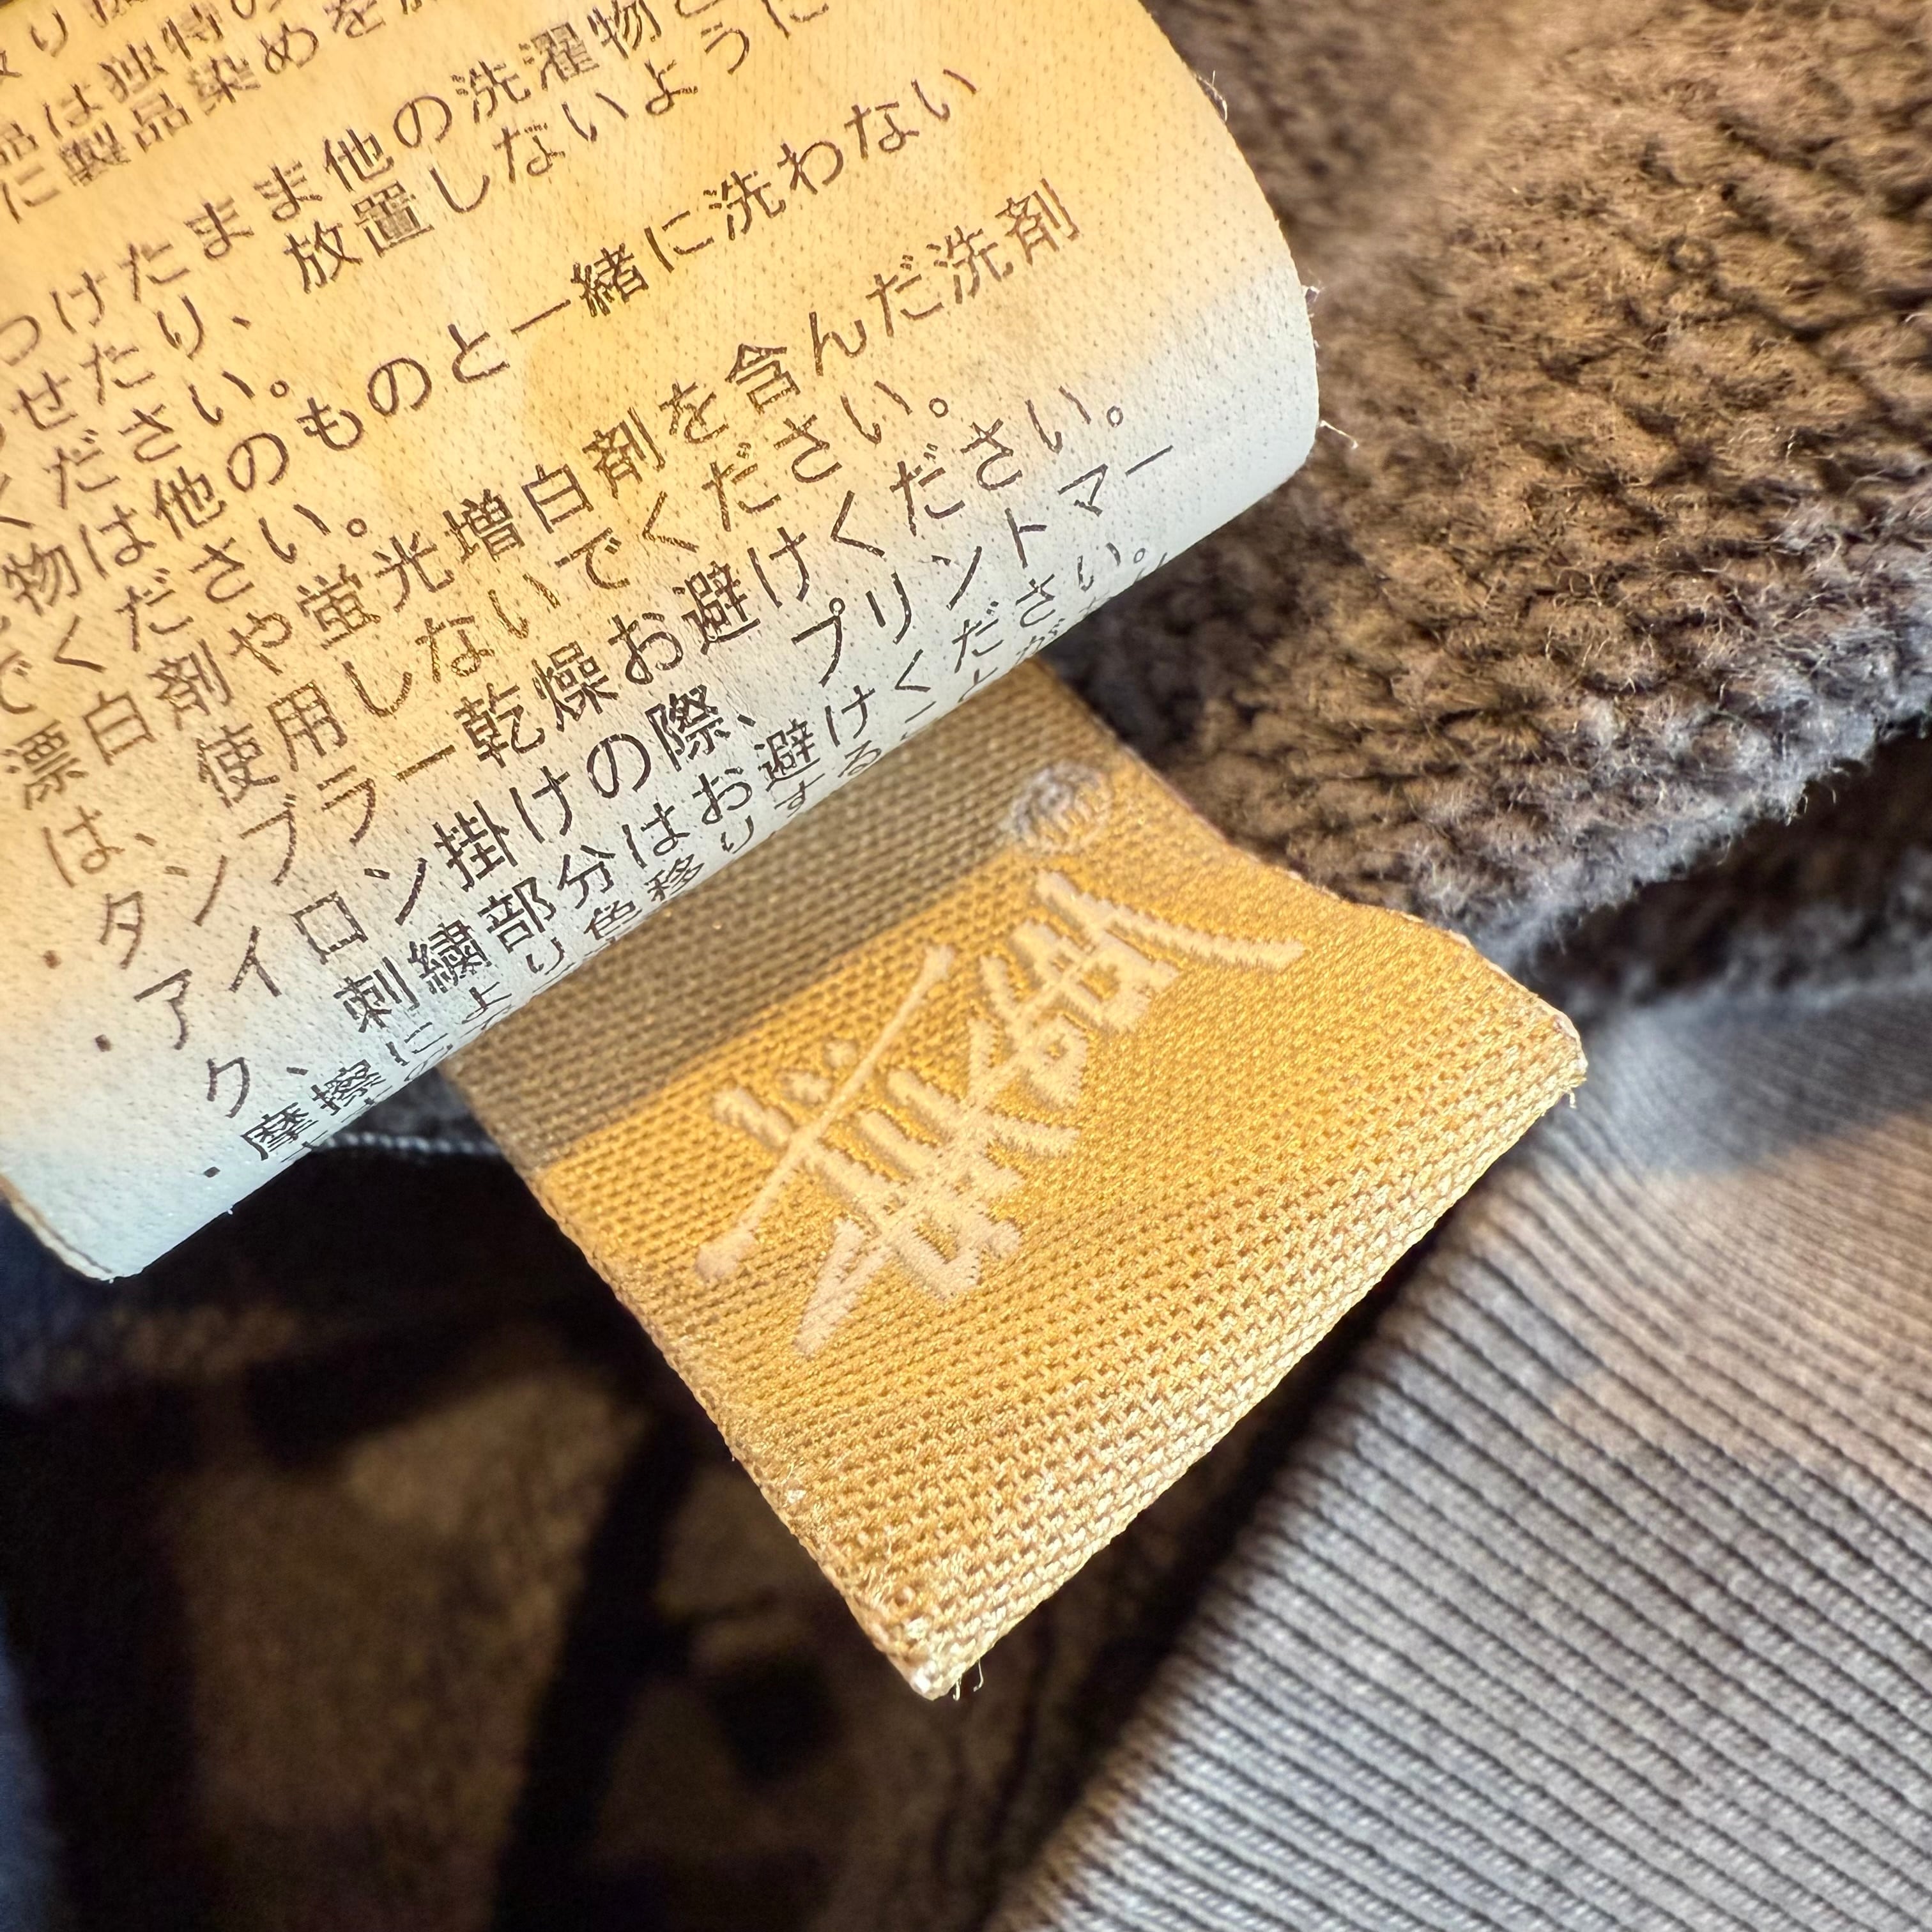 品は独特の
に製品染めを
つけたまま他の洗濯物と
せたり、放置しないように
ください。
物は他のものと一緒に洗わない
でください。
漂白剤や蛍光増白剤を含んだ洗剤
は、使用しないでください。
・タンブラー乾燥お避けください。
・アイロン掛けの際、プリントマー
ク、刺繍部分はお避けください。
・摩擦により色移りする